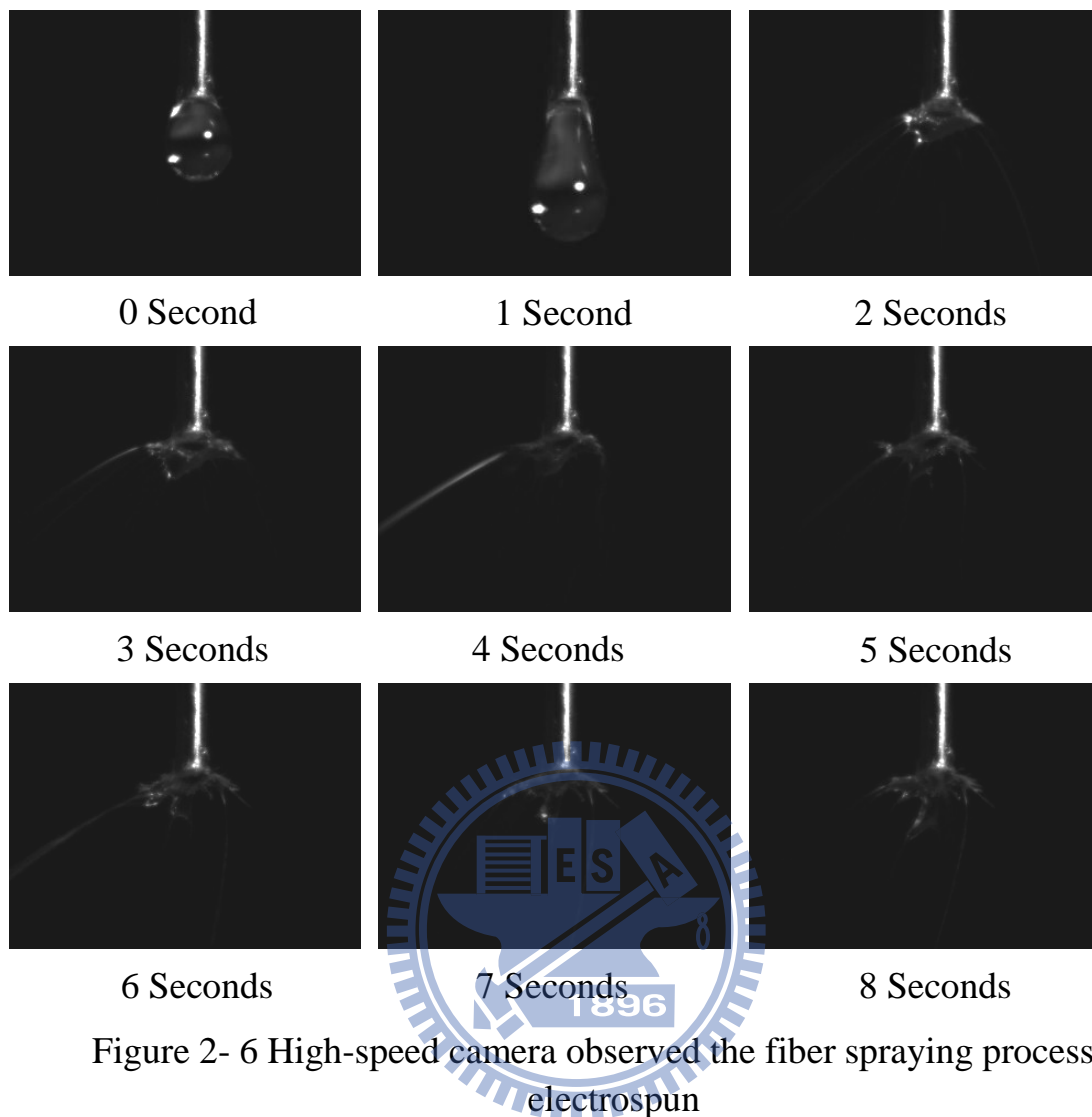 0 Second
1 Second
2 Seconds
3 Seconds
4 Seconds
5 Seconds
6 Seconds
7 Seconds
8 Seconds
E S A
1896
Figure 2- 6 High-speed camera observed the fiber spraying process
electrospun